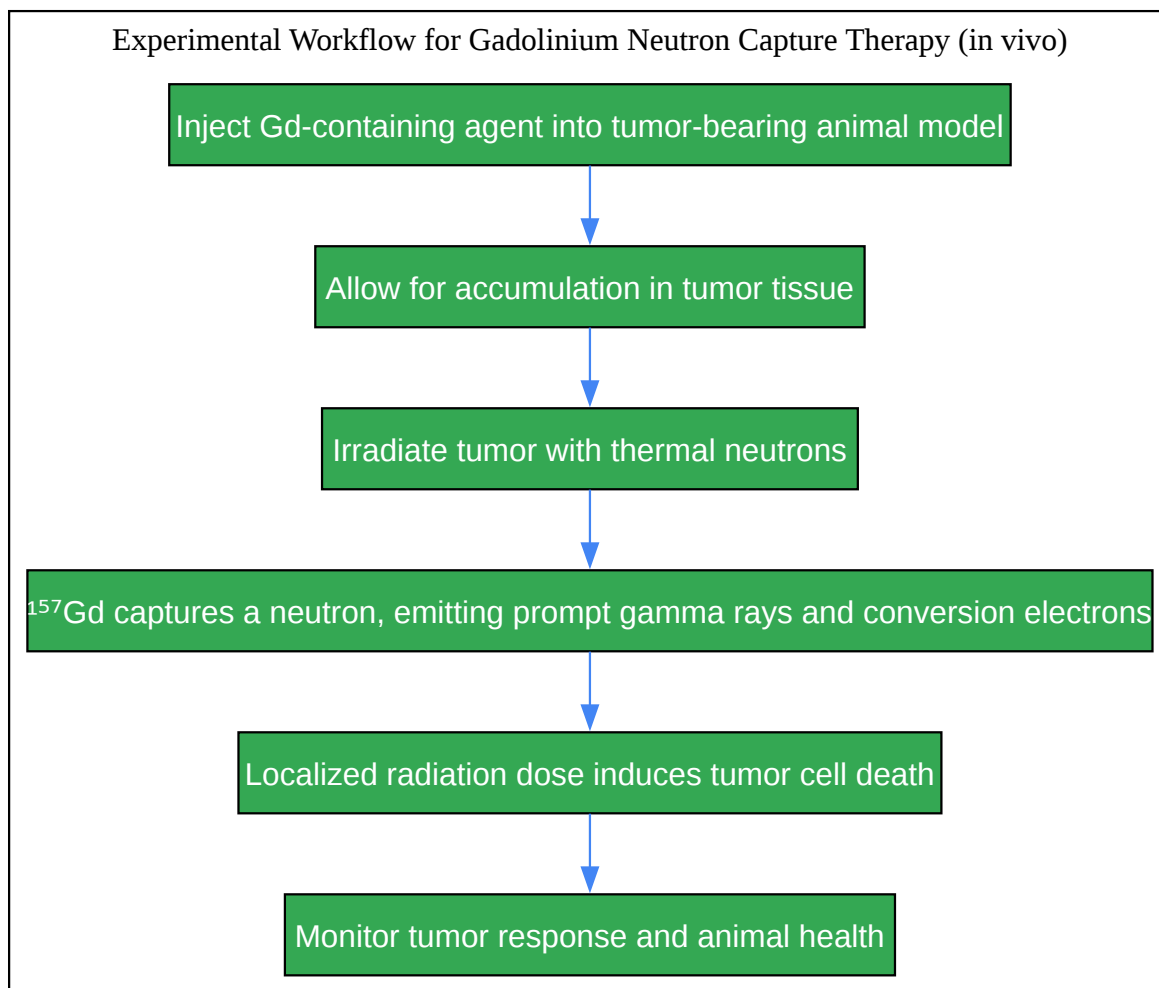 Experimental Workflow for Gadolinium Neutron Capture Therapy (in vivo)
Inject Gd-containing agent into tumor-bearing animal model
Allow for accumulation in tumor tissue
Irradiate tumor with thermal neutrons
¹⁵⁷Gd captures a neutron, emitting prompt gamma rays and conversion electrons
Localized radiation dose induces tumor cell death
Monitor tumor response and animal health